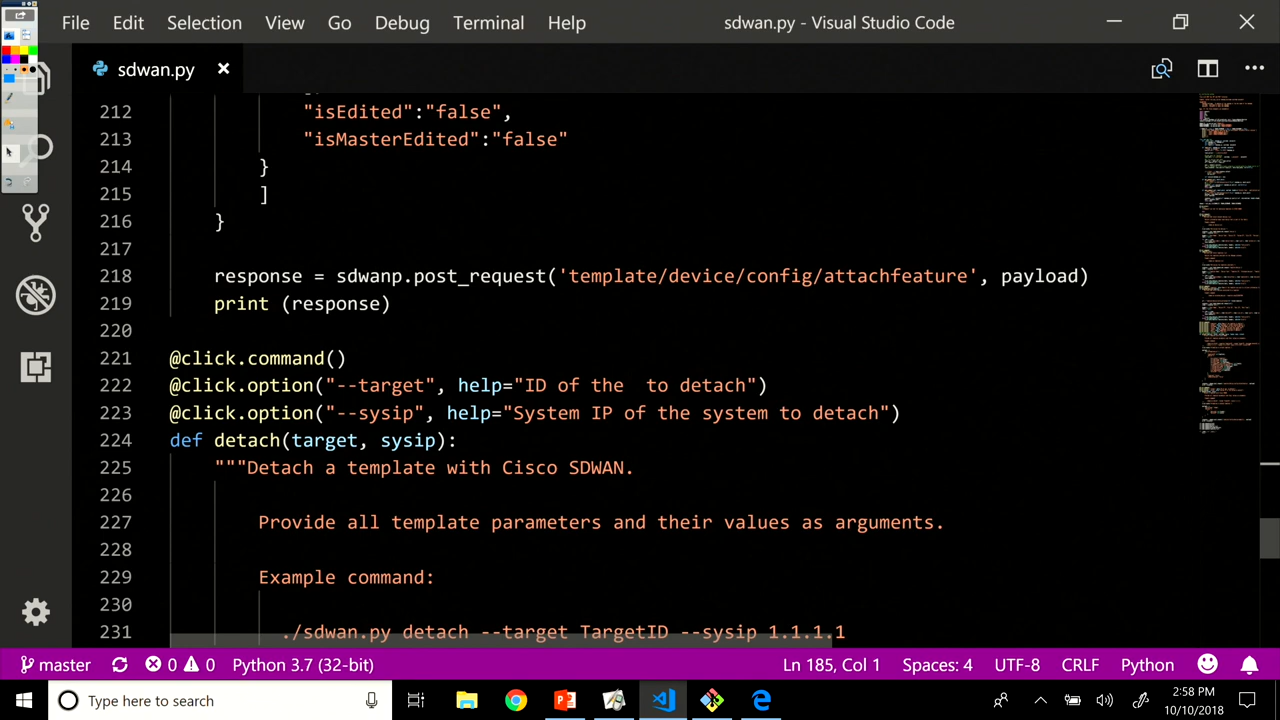 File Edit Selection View Go Debug Terminal Help sdwan.py - Visual Studio Code
sdwan.py
212 "isEdited":"false",
213 "isMasterEdited":"false"
214 }
215 ]
216 }
217
218 response = sdwanp.post_request('template/device/config/attachfeature', payload)
219 print (response)
220
221 @click.command()
222 @click.option("--target", help="ID of the  to detach")
223 @click.option("--sysip", help="System IP of the system to detach")
224 def detach(target, sysip):
225 """Detach a template with Cisco SDWAN.
226
227 Provide all template parameters and their values as arguments.
228
229 Example command:
230
231 ./sdwan.py detach --target TargetID --sysip 1.1.1.1
master 0 0 Python 3.7 (32-bit) Ln 185, Col 1 Spaces: 4 UTF-8 CRLF Python
Type here to search
2:58 PM
10/10/2018